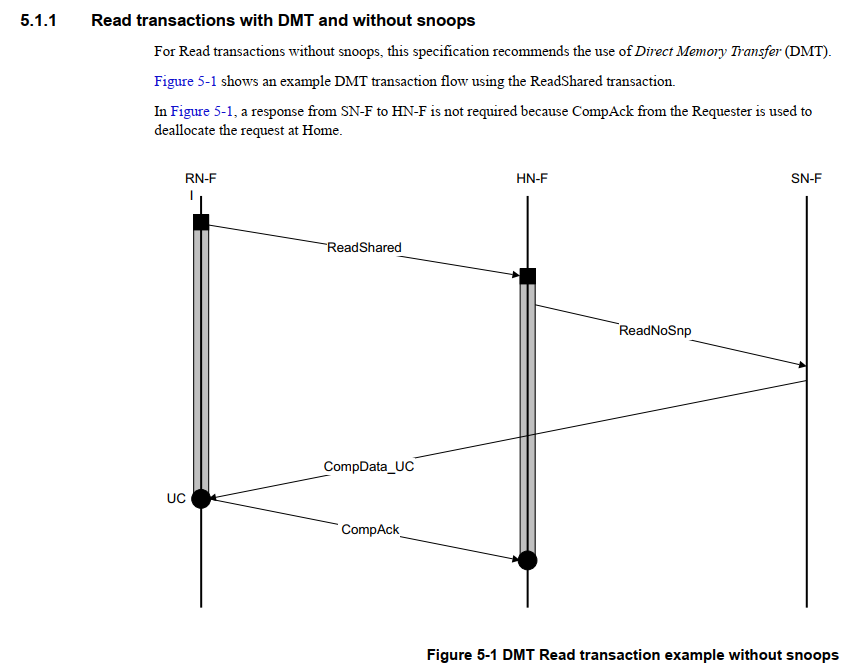 5.1.1 Read transactions with DMT and without snoops
For Read transactions without snoops, this specification recommends the use of Direct Memory Transfer (DMT).
Figure 5-1 shows an example DMT transaction flow using the ReadShared transaction.
In Figure 5-1, a response from SN-F to HN-F is not required because CompAck from the Requester is used to
deallocate the request at Home.
RN-F HN-F SN-F
I
ReadShared
ReadNoSnp
CompData_UC
UC
CompAck
Figure 5-1 DMT Read transaction example without snoops